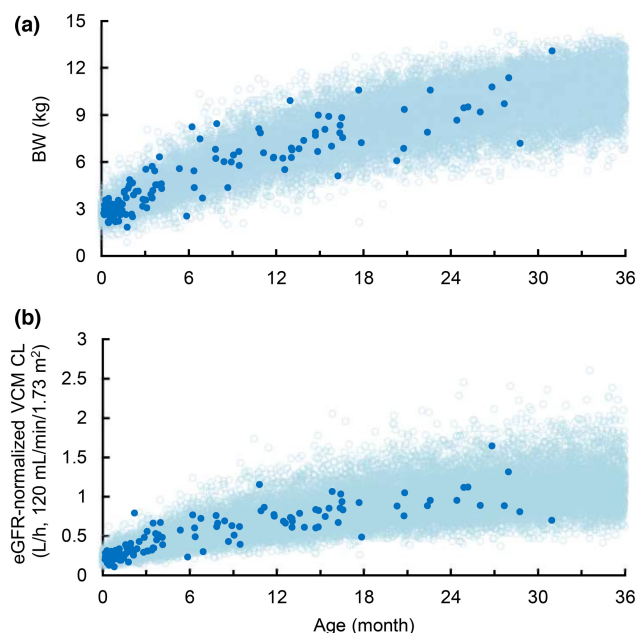 (a)
15
12
9
6
3
0
BW (kg)
0 6 12 18 24 30 36
(b)
3
2.5
2
1.5
1
0.5
0
eGFR-normalized VCM CL
(L/h, 120 mL/min/1.73 m²)
0 6 12 18 24 30 36
Age (month)